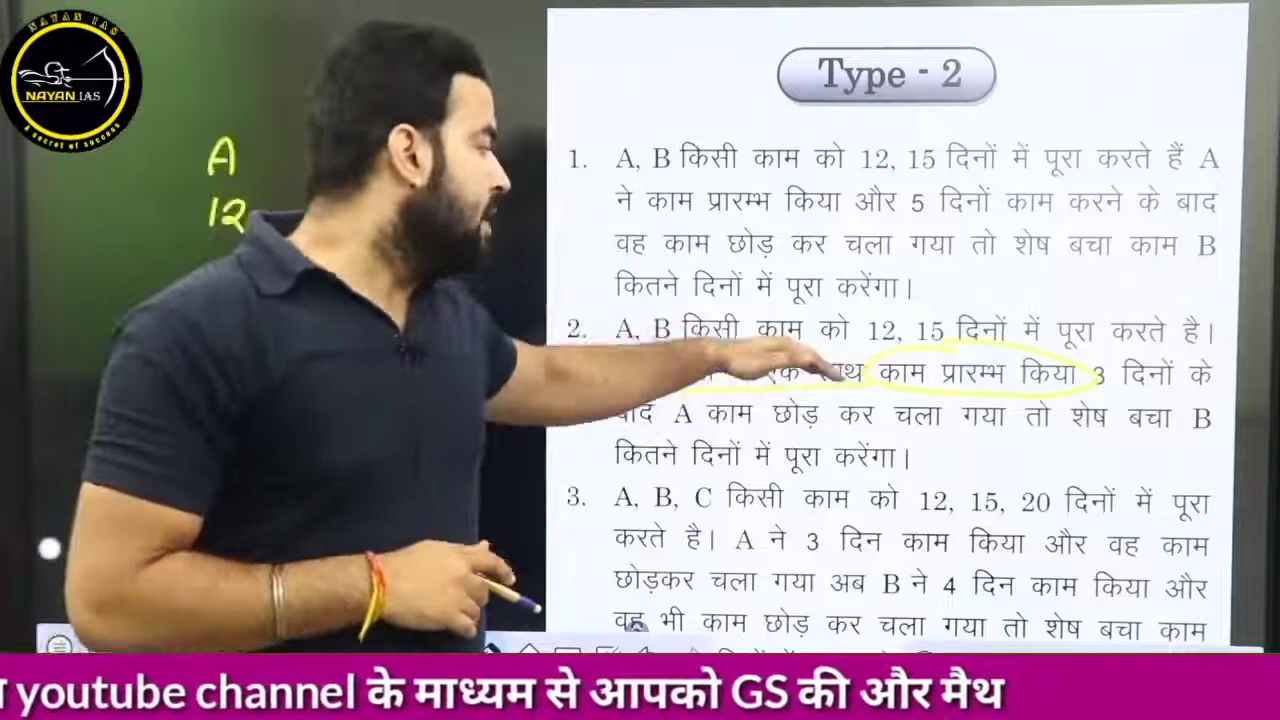 NAYAN IAS
NAYAN IAS
A secret of success
A
12
Type - 2
1. A, B किसी काम को 12, 15 दिनों में पूरा करते हैं A
ने काम प्रारम्भ किया और 5 दिनों काम करने के बाद
वह काम छोड़ कर चला गया तो शेष बचा काम B
कितने दिनों में पूरा करेंगा।
2. A, B किसी काम को 12, 15 दिनों में पूरा करते है।
काम प्रारम्भ किया 3 दिनों के
बाद A काम छोड़ कर चला गया तो शेष बचा B
कितने दिनों में पूरा करेंगा।
3. A, B, C किसी काम को 12, 15, 20 दिनों में पूरा
करते है। A ने 3 दिन काम किया और वह काम
छोड़कर चला गया अब B ने 4 दिन काम किया और
वह भी काम छोड़ कर चला गया तो शेष बचा काम
youtube channel के माध्यम से आपको GS की और मैथ